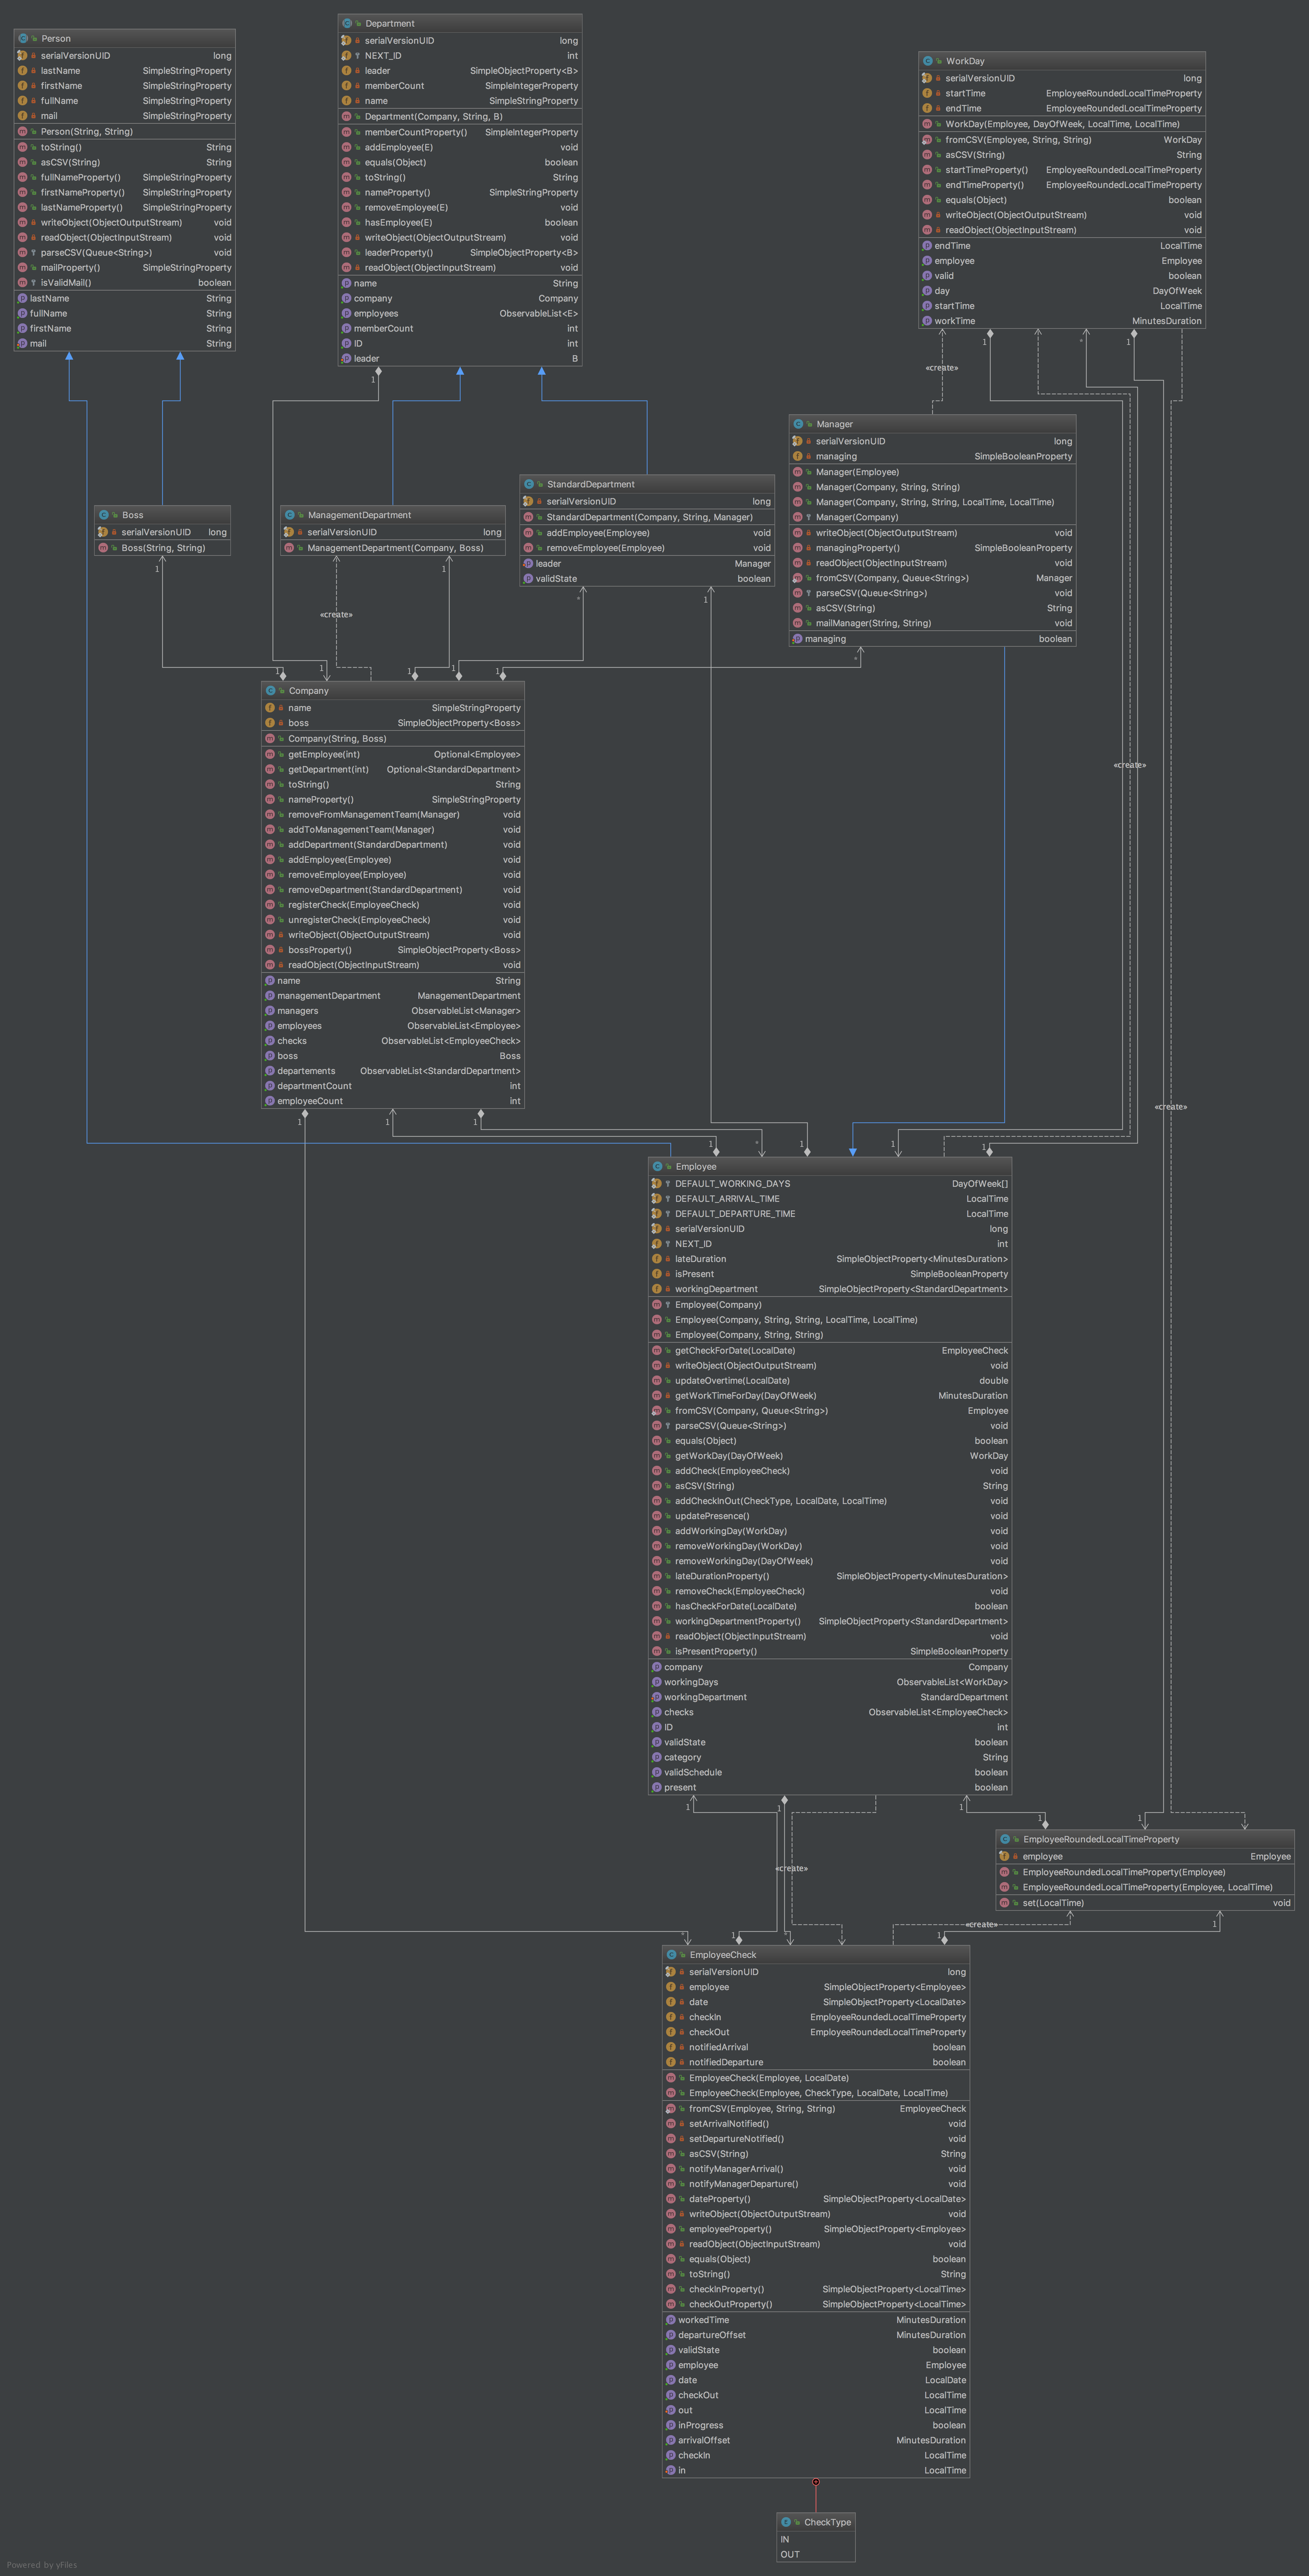 Person
serialVersionUID long
lastName SimpleStringProperty
firstName SimpleStringProperty
fullName SimpleStringProperty
mail SimpleStringProperty
Person(String, String)
toString() String
asCSV(String) String
fullNameProperty() SimpleStringProperty
firstNameProperty() SimpleStringProperty
lastNameProperty() SimpleStringProperty
writeObject(ObjectOutputStream) void
readObject(ObjectInputStream) void
parseCSV(Queue<String>) void
mailProperty() SimpleStringProperty
isValidMail() boolean
lastName String
fullName String
firstName String
mail String
Department
serialVersionUID long
NEXT_ID int
leader SimpleObjectProperty<B>
memberCount SimpleIntegerProperty
name SimpleStringProperty
Department(Company, String, B)
memberCountProperty() SimpleIntegerProperty
addEmployee(E) void
equals(Object) boolean
toString() String
nameProperty() SimpleStringProperty
removeEmployee(E) void
hasEmployee(E) boolean
writeObject(ObjectOutputStream) void
leaderProperty() SimpleObjectProperty<B>
readObject(ObjectInputStream) void
name String
company Company
employees ObservableList<E>
memberCount int
ID int
leader B
WorkDay
serialVersionUID long
startTime EmployeeRoundedLocalTimeProperty
endTime EmployeeRoundedLocalTimeProperty
WorkDay(Employee, DayOfWeek, LocalTime, LocalTime)
fromCSV(Employee, String, String) WorkDay
asCSV(String) String
startTimeProperty() EmployeeRoundedLocalTimeProperty
endTimeProperty() EmployeeRoundedLocalTimeProperty
equals(Object) boolean
writeObject(ObjectOutputStream) void
readObject(ObjectInputStream) void
endTime LocalTime
employee Employee
valid boolean
day DayOfWeek
startTime LocalTime
workTime MinutesDuration
1
1
*
1
«create»
Manager
serialVersionUID long
managing SimpleBooleanProperty
Manager(Employee)
Manager(Company, String, String)
Manager(Company, String, String, LocalTime, LocalTime)
Manager(Company)
writeObject(ObjectOutputStream) void
managingProperty() SimpleBooleanProperty
readObject(ObjectInputStream) void
fromCSV(Company, Queue<String>) Manager
parseCSV(Queue<String>) void
asCSV(String) String
mailManager(String, String) void
managing boolean
StandardDepartment
serialVersionUID long
StandardDepartment(Company, String, Manager)
addEmployee(Employee) void
removeEmployee(Employee) void
leader Manager
validState boolean
Boss
serialVersionUID long
Boss(String, String)
ManagementDepartment
serialVersionUID long
ManagementDepartment(Company, Boss)
1
1
*
1
«create»
*
1
1
1
1
1
Company
name SimpleStringProperty
boss SimpleObjectProperty<Boss>
Company(String, Boss)
getEmployee(int) Optional<Employee>
getDepartment(int) Optional<StandardDepartment>
toString() String
nameProperty() SimpleStringProperty
removeFromManagementTeam(Manager) void
addToManagementTeam(Manager) void
addDepartment(StandardDepartment) void
addEmployee(Employee) void
removeEmployee(Employee) void
removeDepartment(StandardDepartment) void
registerCheck(EmployeeCheck) void
unregisterCheck(EmployeeCheck) void
writeObject(ObjectOutputStream) void
bossProperty() SimpleObjectProperty<Boss>
readObject(ObjectInputStream) void
name String
managementDepartment ManagementDepartment
managers ObservableList<Manager>
employees ObservableList<Employee>
checks ObservableList<EmployeeCheck>
boss Boss
departements ObservableList<StandardDepartment>
departmentCount int
employeeCount int
«create»
«create»
1
1
1
1
*
1
1
1
Employee
DEFAULT_WORKING_DAYS DayOfWeek[]
DEFAULT_ARRIVAL_TIME LocalTime
DEFAULT_DEPARTURE_TIME LocalTime
serialVersionUID long
NEXT_ID int
lateDuration SimpleObjectProperty<MinutesDuration>
isPresent SimpleBooleanProperty
workingDepartment SimpleObjectProperty<StandardDepartment>
Employee(Company)
Employee(Company, String, String, LocalTime, LocalTime)
Employee(Company, String, String)
getCheckForDate(LocalDate) EmployeeCheck
writeObject(ObjectOutputStream) void
updateOvertime(LocalDate) double
getWorkTimeForDay(DayOfWeek) MinutesDuration
fromCSV(Company, Queue<String>) Employee
parseCSV(Queue<String>) void
equals(Object) boolean
getWorkDay(DayOfWeek) WorkDay
addCheck(EmployeeCheck) void
asCSV(String) String
addCheckInOut(CheckType, LocalDate, LocalTime) void
updatePresence() void
addWorkingDay(WorkDay) void
removeWorkingDay(WorkDay) void
removeWorkingDay(DayOfWeek) void
lateDurationProperty() SimpleObjectProperty<MinutesDuration>
removeCheck(EmployeeCheck) void
hasCheckForDate(LocalDate) boolean
workingDepartmentProperty() SimpleObjectProperty<StandardDepartment>
readObject(ObjectInputStream) void
isPresentProperty() SimpleBooleanProperty
company Company
workingDays ObservableList<WorkDay>
workingDepartment StandardDepartment
checks ObservableList<EmployeeCheck>
ID int
validState boolean
category String
validSchedule boolean
present boolean
1
1
1
1
1
EmployeeRoundedLocalTimeProperty
employee Employee
EmployeeRoundedLocalTimeProperty(Employee)
EmployeeRoundedLocalTimeProperty(Employee, LocalTime)
set(LocalTime) void
«create»
«create»
1
*
1
*
1
EmployeeCheck
serialVersionUID long
employee SimpleObjectProperty<Employee>
date SimpleObjectProperty<LocalDate>
checkIn EmployeeRoundedLocalTimeProperty
checkOut EmployeeRoundedLocalTimeProperty
notifiedArrival boolean
notifiedDeparture boolean
EmployeeCheck(Employee, LocalDate)
EmployeeCheck(Employee, CheckType, LocalDate, LocalTime)
fromCSV(Employee, String, String) EmployeeCheck
setArrivalNotified() void
setDepartureNotified() void
asCSV(String) String
notifyManagerArrival() void
notifyManagerDeparture() void
dateProperty() SimpleObjectProperty<LocalDate>
writeObject(ObjectOutputStream) void
employeeProperty() SimpleObjectProperty<Employee>
readObject(ObjectInputStream) void
equals(Object) boolean
toString() String
checkInProperty() SimpleObjectProperty<LocalTime>
checkOutProperty() SimpleObjectProperty<LocalTime>
workedTime MinutesDuration
departureOffset MinutesDuration
validState boolean
employee Employee
date LocalDate
checkOut LocalTime
out LocalTime
inProgress boolean
arrivalOffset MinutesDuration
checkIn LocalTime
in LocalTime
CheckType
IN
OUT
Powered by yFiles